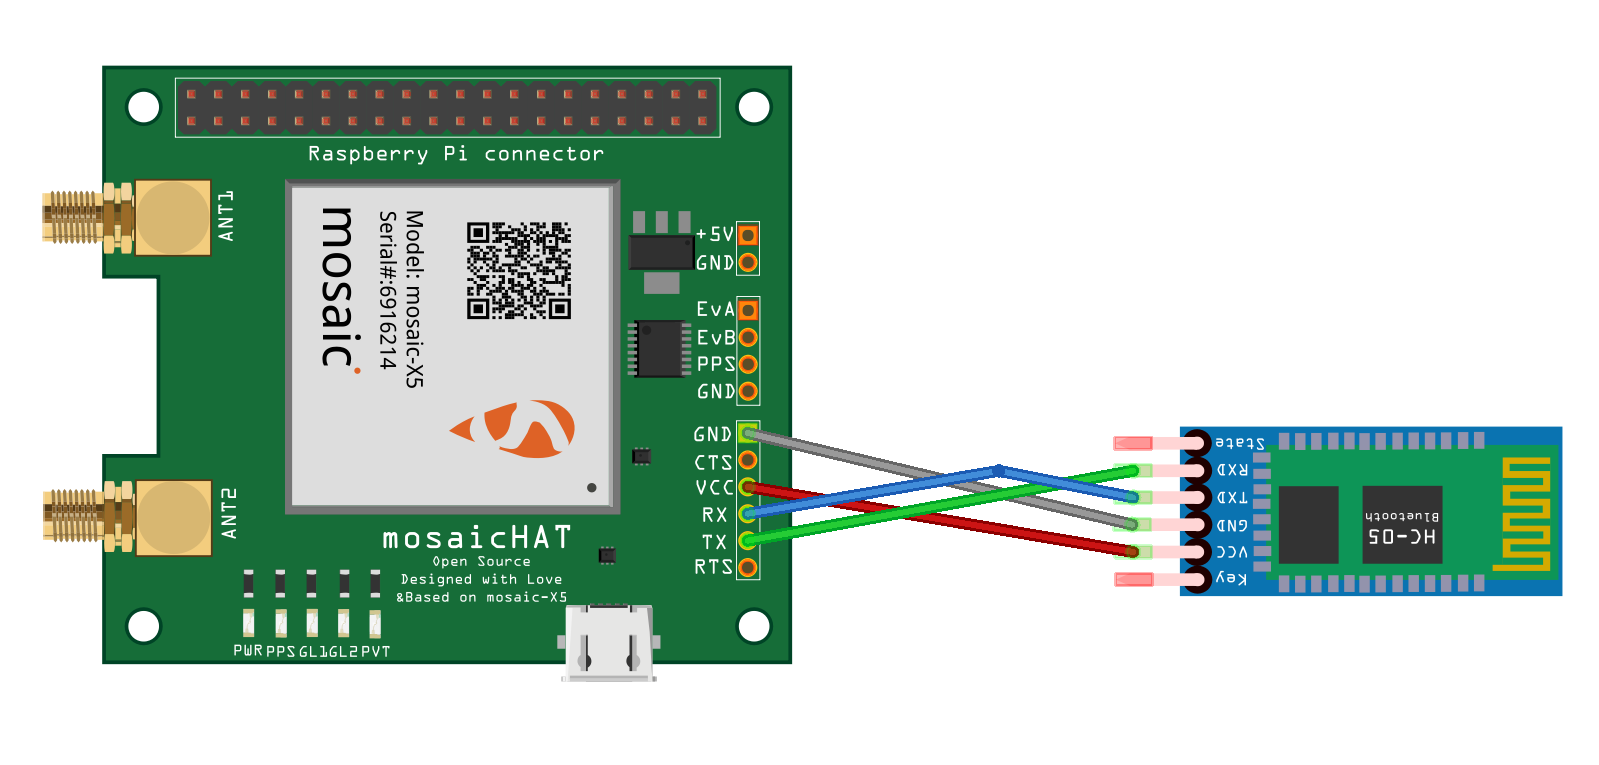 Raspberry Pi connector
ANT1
mosaic
Model: mosaic-X5
Serial#:6916214
+5V
GND
EvA
EvB
PPS
GND
GND
CTS
VCC
RX
TX
RTS
ANT2
mosaicHAT
Open Source
Designed with Love
&Based on mosaic-X5
PWR PPS GL1 GL2 PVT
State
RXD
TXD
GND
VCC
Key
HC-05
Bluetooth